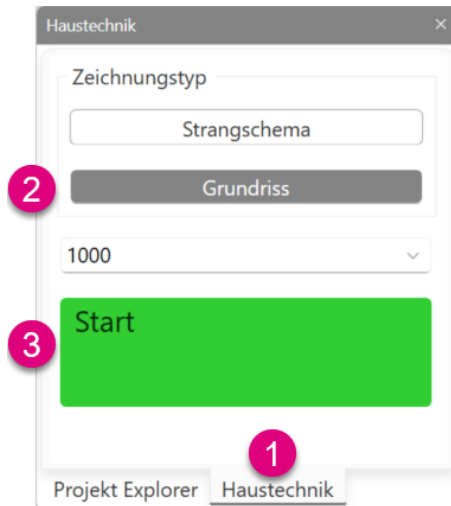 Haustechnik ×
Zeichnungstyp
Strangschema
2 Grundriss
1000
Start
3
1
Projekt Explorer Haustechnik